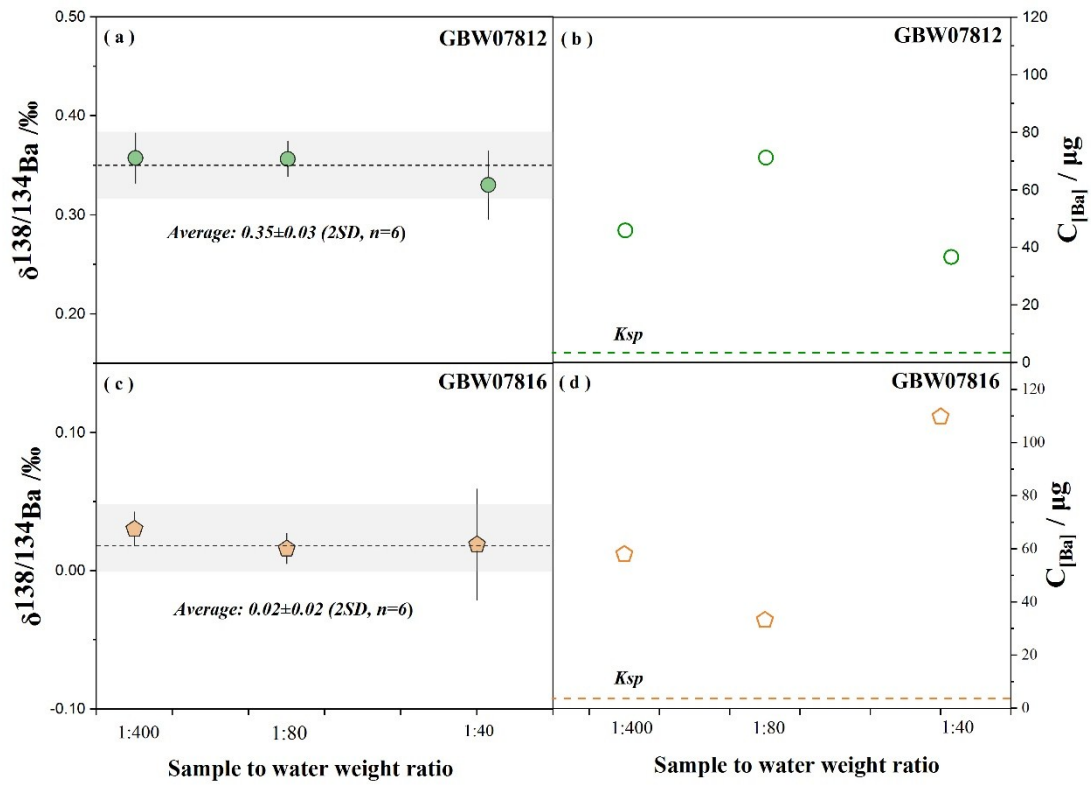 ( a )
GBW07812
0.50
0.40
0.30
0.20
δ138/134Ba /‰
Average: 0.35±0.03 (2SD, n=6)
( b )
GBW07812
120
100
80
60
40
20
0
C[Ba] / µg
Ksp
( c )
GBW07816
0.10
0.00
-0.10
δ138/134Ba /‰
Average: 0.02±0.02 (2SD, n=6)
1:400
1:80
1:40
Sample to water weight ratio
( d )
GBW07816
120
100
80
60
40
20
0
C[Ba] / µg
Ksp
1:400
1:80
1:40
Sample to water weight ratio